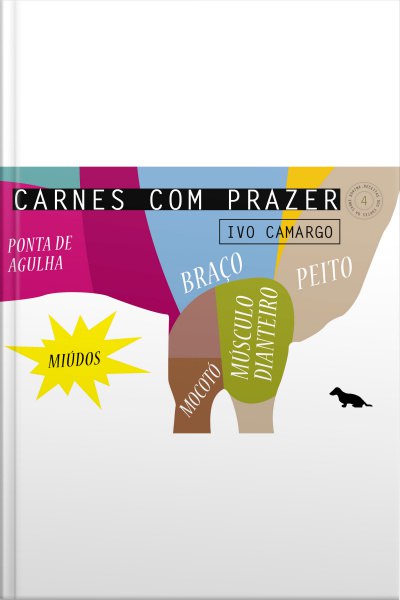 CARNES COM PRAZER
4
IVO CAMARGO
PONTA DE
AGULHA
BRAÇO
PEITO
MÚSCULO
DIANTEIRO
MIÚDOS
MOCOTÓ